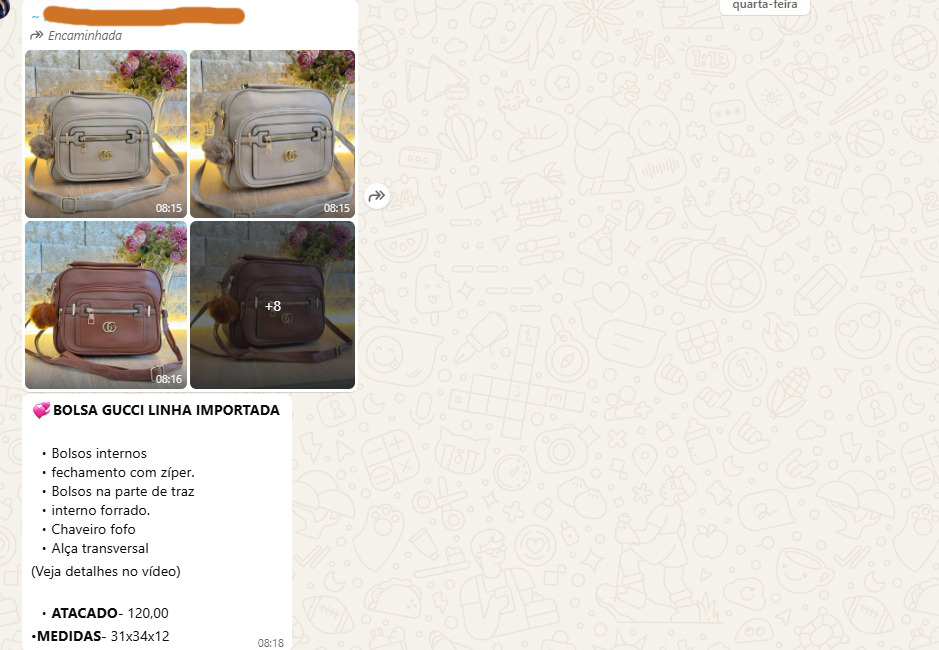 quarta-feira
~
Encaminhada
08:15
08:15
08:16
+8
BOLSA GUCCI LINHA IMPORTADA
• Bolsos internos
• fechamento com zíper.
• Bolsos na parte de traz
• interno forrado.
• Chaveiro fofo
• Alça transversal
(Veja detalhes no vídeo)
• ATACADO- 120,00
•MEDIDAS- 31x34x12
08:18